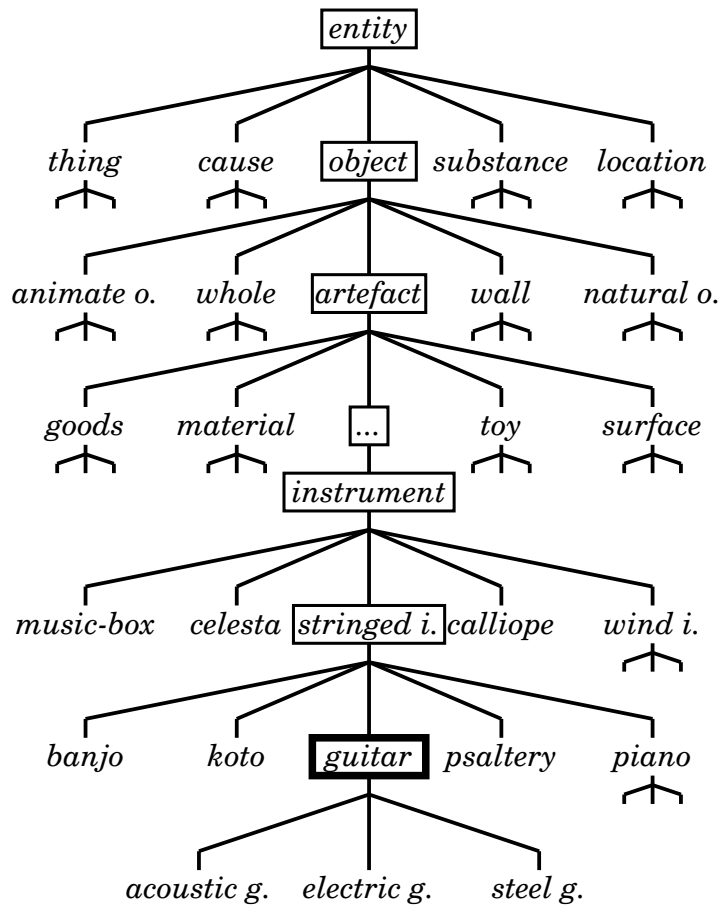 entity
thing cause object substance location
animate o. whole artefact wall natural o.
goods material ... toy surface
instrument
music-box celesta stringed i. calliope wind i.
banjo koto guitar psaltery piano
acoustic g. electric g. steel g.